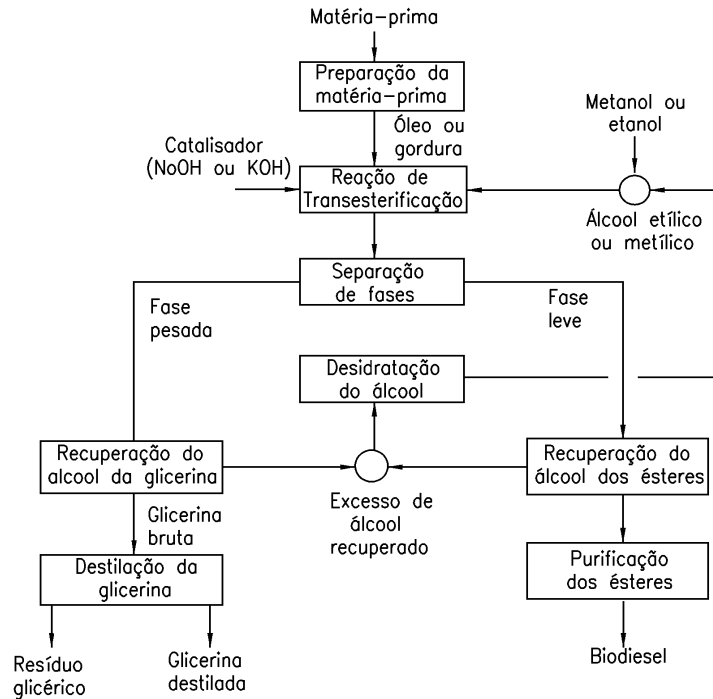 Matéria-prima
Preparação da
matéria-prima
Óleo ou
gordura
Metanol ou
etanol
Catalisador
(NoOH ou KOH)
Reação de
Transesterificação
Álcool etílico
ou metílico
Separação
de fases
Fase
pesada
Fase
leve
Desidratação
do álcool
Recuperação do
alcool da glicerina
Recuperação do
álcool dos ésteres
Excesso de
álcool
recuperado
Glicerina
bruta
Destilação da
glicerina
Purificação
dos ésteres
Resíduo
glicérico
Glicerina
destilada
Biodiesel